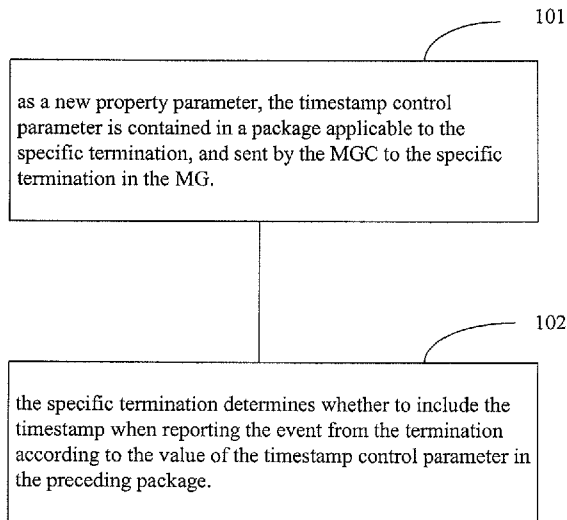 101
as a new property parameter, the timestamp control
parameter is contained in a package applicable to the
specific termination, and sent by the MGC to the specific
termination in the MG.
102
the specific termination determines whether to include the
timestamp when reporting the event from the termination
according to the value of the timestamp control parameter in
the preceding package.